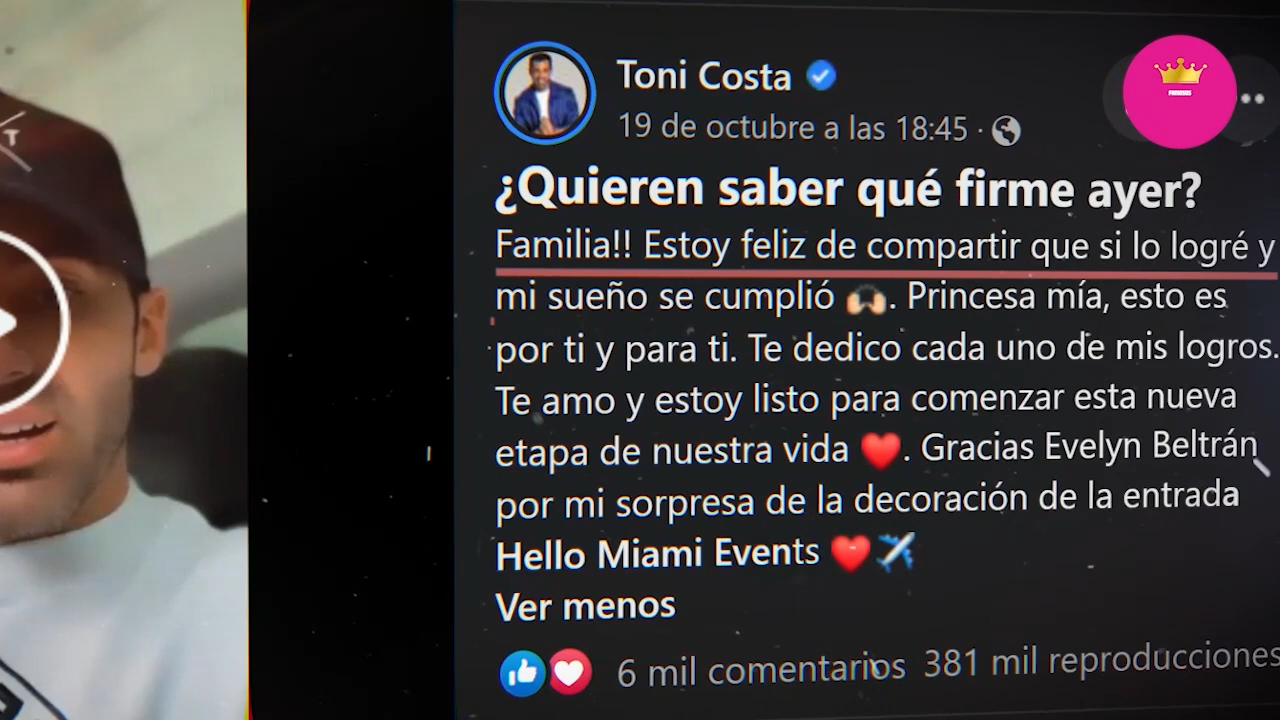 Toni Costa
19 de octubre a las 18:45 ·
¿Quieren saber qué firme ayer?
Familia!! Estoy feliz de compartir que si lo logré y
mi sueño se cumplió 🙌🏻. Princesa mía, esto es
por ti y para ti. Te dedico cada uno de mis logros.
Te amo y estoy listo para comenzar esta nueva
etapa de nuestra vida ❤️. Gracias Evelyn Beltrán
por mi sorpresa de la decoración de la entrada
Hello Miami Events ❤️✈️
Ver menos
6 mil comentarios 381 mil reproducciones